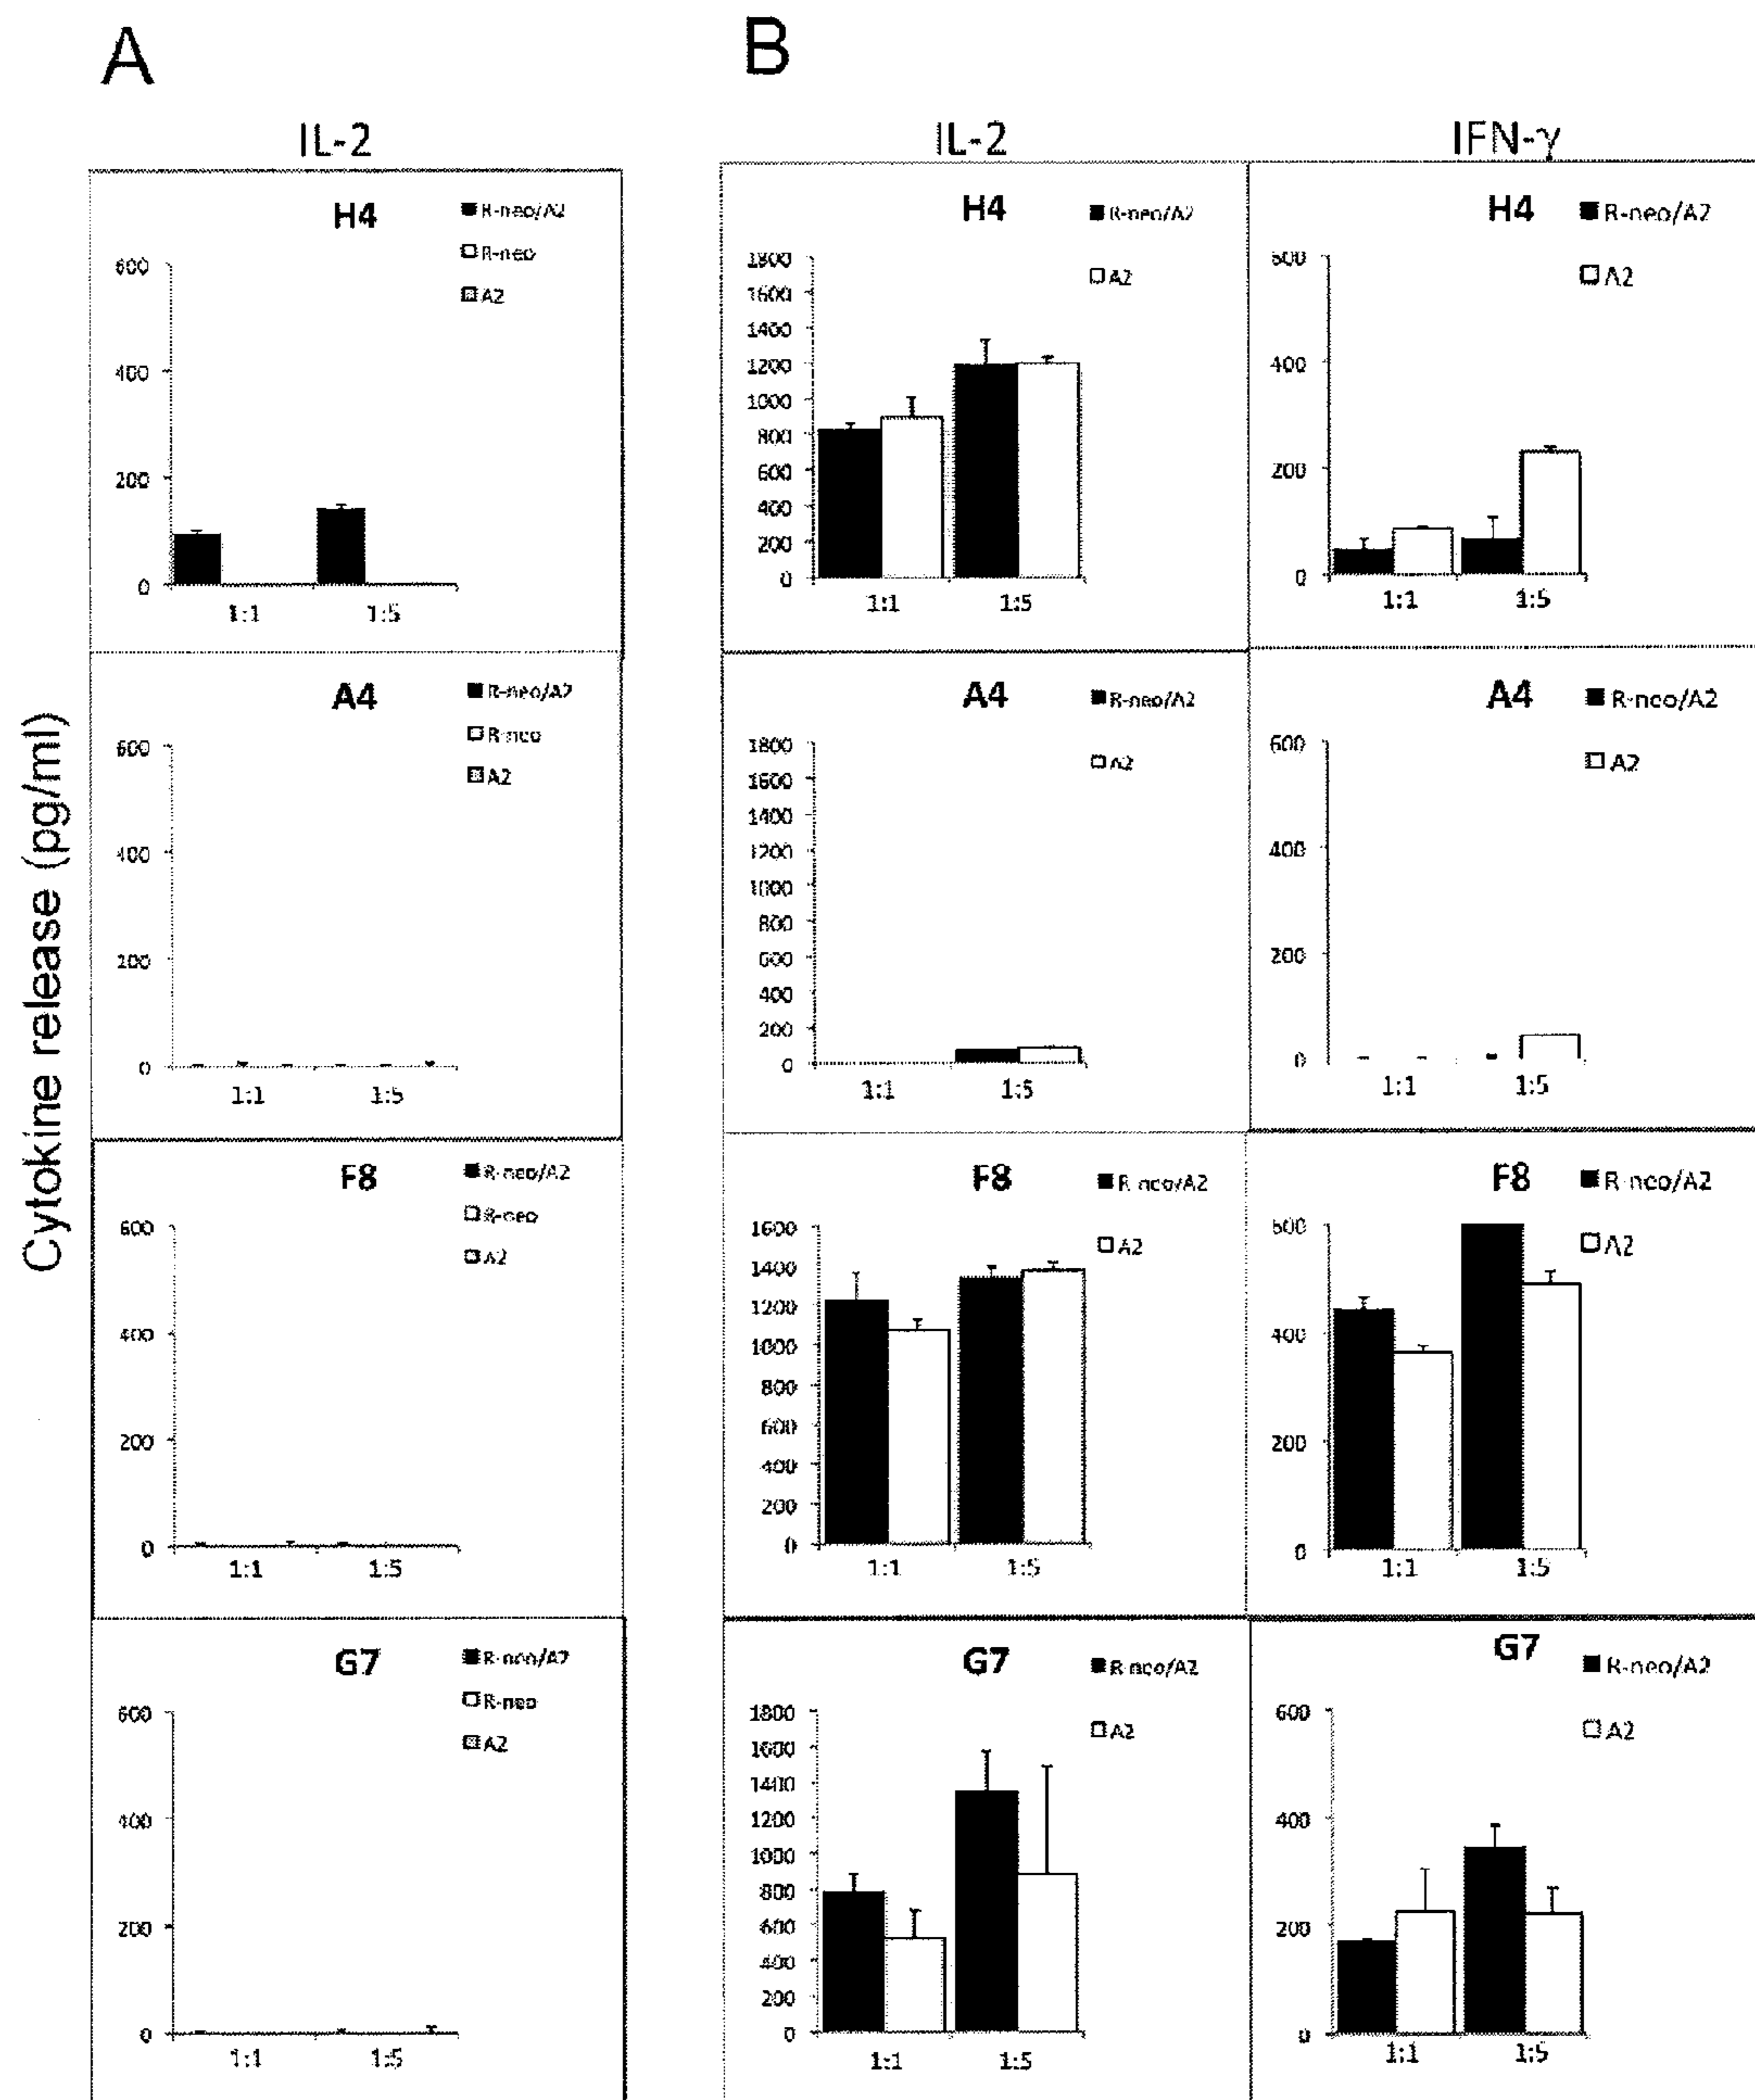 A
B
Cytokine release (pg/ml)
IL-2
H4
R-neo/A2
R-neo
A2
600
400
200
0
1:1
1:5
A4
R-neo/A2
R-neo
A2
600
400
200
0
1:1
1:5
F8
R-neo/A2
R-neo
A2
600
400
200
0
1:1
1:5
G7
R-neo/A2
R-neo
A2
600
400
200
0
1:1
1:5
IL-2
IFN-γ
H4
R-neo/A2
A2
1800
1600
1400
1200
1000
800
600
400
200
0
1:1
1:5
H4
R-neo/A2
A2
600
400
200
0
1:1
1:5
A4
R-neo/A2
A2
1800
1600
1400
1200
1000
800
600
400
200
0
1:1
1:5
A4
R-neo/A2
A2
600
400
200
0
1:1
1:5
F8
R-neo/A2
A2
1600
1400
1200
1000
800
600
400
200
0
1:1
1:5
F8
R-neo/A2
A2
600
400
200
0
1:1
1:5
G7
R-neo/A2
A2
1800
1600
1400
1200
1000
800
600
400
200
0
1:1
1:5
G7
R-neo/A2
A2
600
400
200
0
1:1
1:5